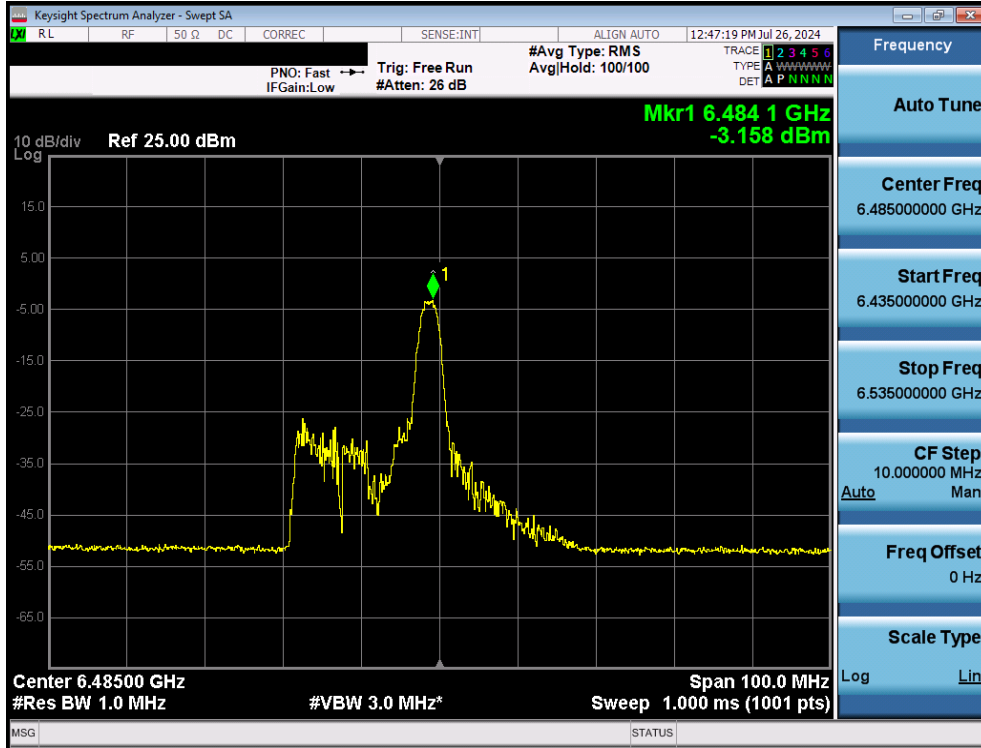 Keysight Spectrum Analyzer - Swept SA
LXI RL RF 50 Ω DC CORREC SENSE:INT ALIGN AUTO 12:47:19 PM Jul 26, 2024
PNO: Fast
IFGain:Low
Trig: Free Run
#Atten: 26 dB
#Avg Type: RMS
Avg|Hold: 100/100
TRACE 1 2 3 4 5 6
TYPE A WWWWW
DET A P N N N N
Mkr1 6.484 1 GHz
-3.158 dBm
10 dB/div Ref 25.00 dBm
Log
15.0
5.00
-5.00
-15.0
-25.0
-35.0
-45.0
-55.0
-65.0
1
Center 6.48500 GHz
Span 100.0 MHz
#Res BW 1.0 MHz
#VBW 3.0 MHz*
Sweep 1.000 ms (1001 pts)
MSG
STATUS
Frequency
Auto Tune
Center Freq
6.485000000 GHz
Start Freq
6.435000000 GHz
Stop Freq
6.535000000 GHz
CF Step
10.000000 MHz
Auto Man
Freq Offset
0 Hz
Scale Type
Log Lin